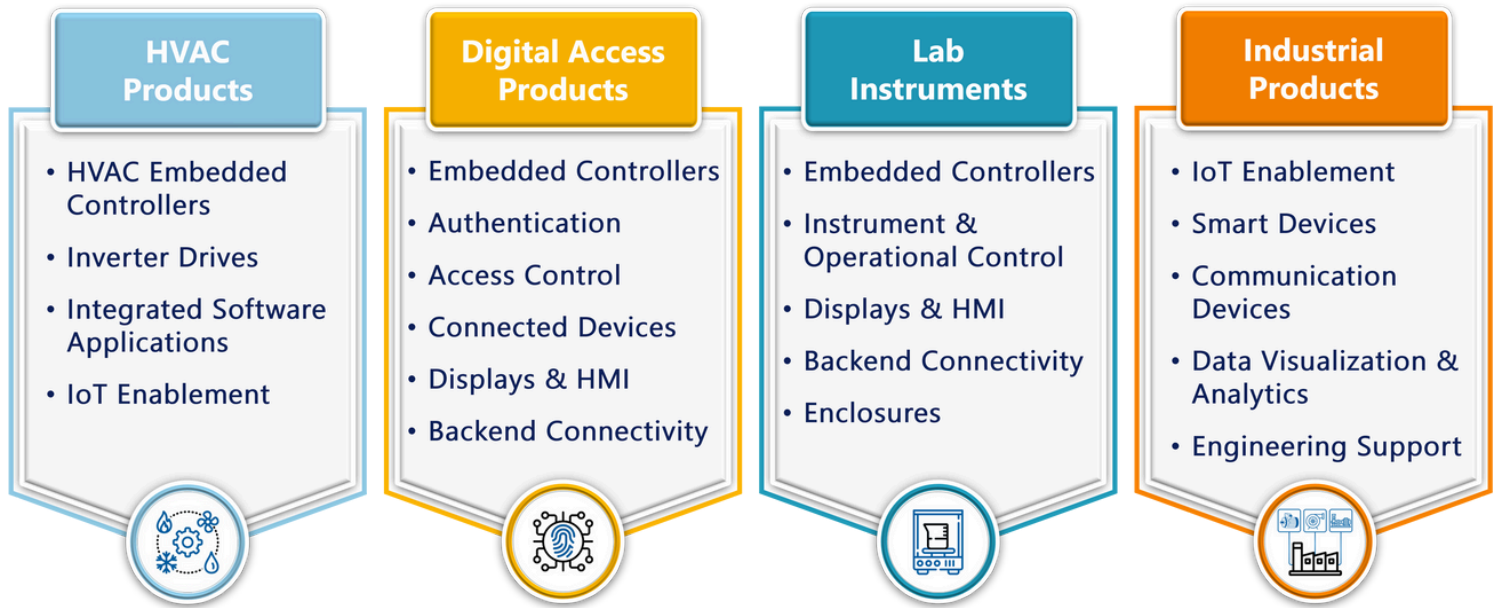 HVAC
Products
• HVAC Embedded
Controllers
• Inverter Drives
• Integrated Software
Applications
• IoT Enablement
Digital Access
Products
• Embedded Controllers
• Authentication
• Access Control
• Connected Devices
• Displays & HMI
• Backend Connectivity
Lab
Instruments
• Embedded Controllers
• Instrument &
Operational Control
• Displays & HMI
• Backend Connectivity
• Enclosures
Industrial
Products
• IoT Enablement
• Smart Devices
• Communication
Devices
• Data Visualization &
Analytics
• Engineering Support